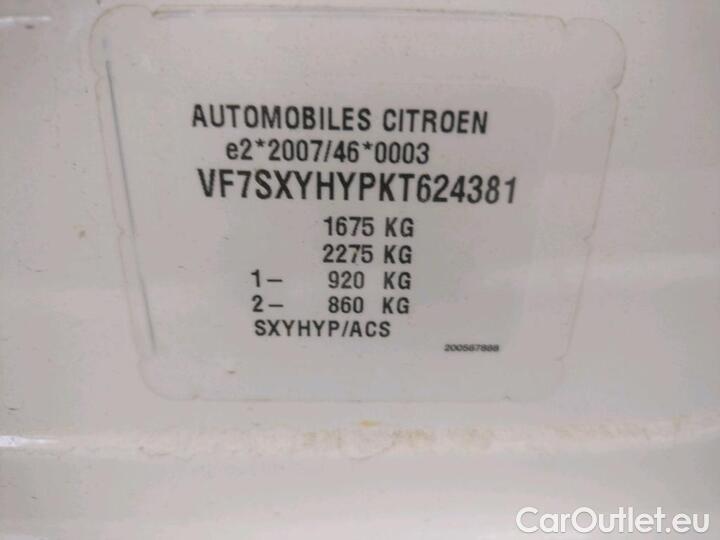 AUTOMOBILES CITROEN
e2*2007/46*0003
VF7SXYHYPKT624381
1675 KG
2275 KG
1- 920 KG
2- 860 KG
SXYHYP/ACS
200587888
CarOutlet.eu